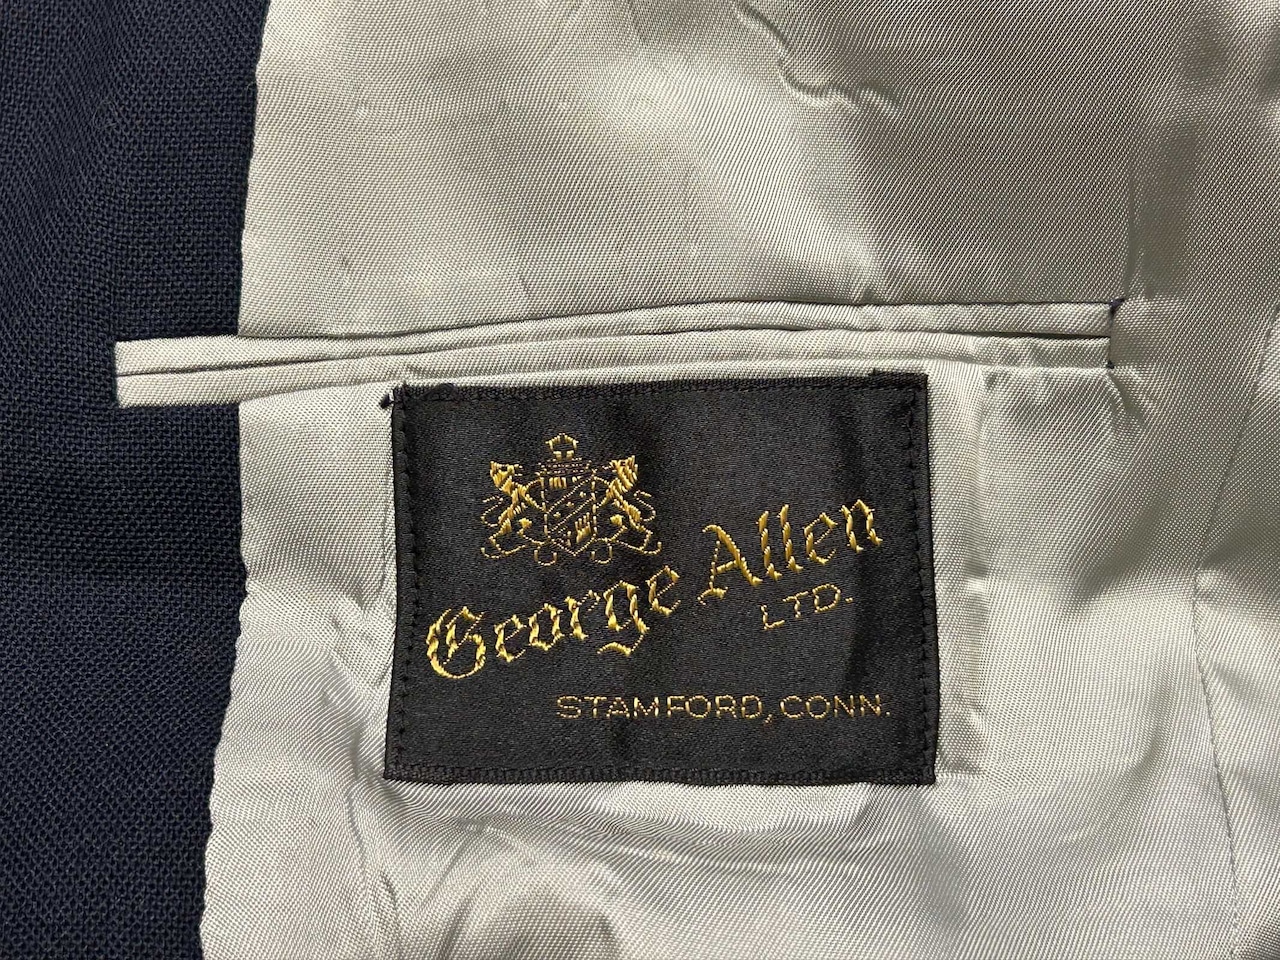 George Allen
LTD.
STAMFORD, CONN.